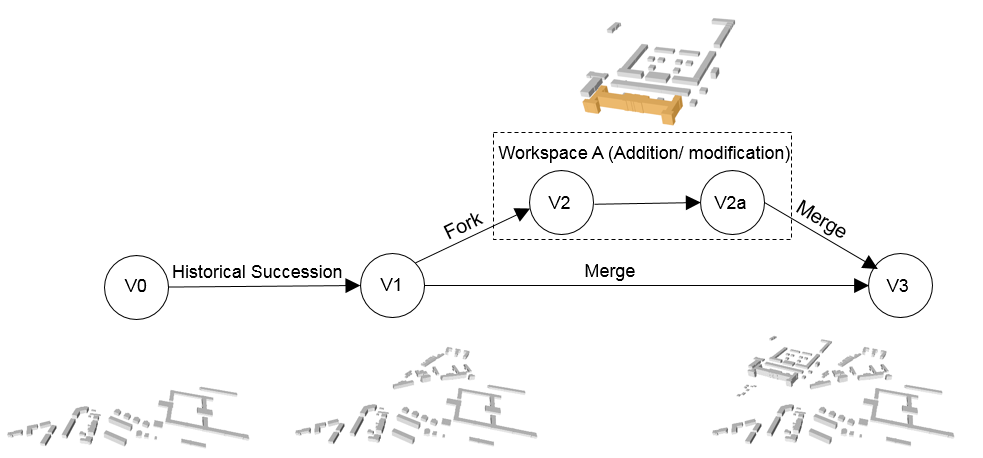 Workspace A (Addition/ modification)
V2
V2a
Fork
Merge
Historical Succession
Merge
V0
V1
V3